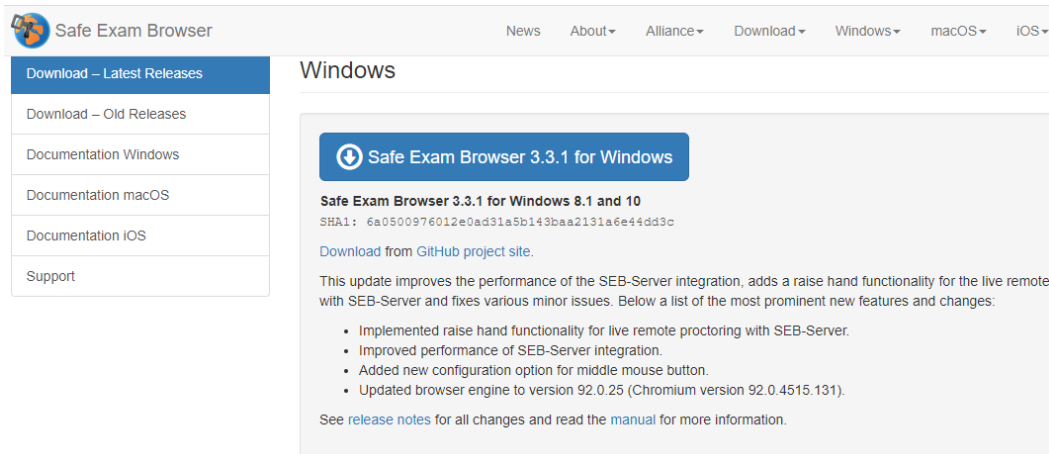 Safe Exam Browser
News About Alliance Download Windows macOS iOS
Download – Latest Releases
Download – Old Releases
Documentation Windows
Documentation macOS
Documentation iOS
Support
Windows
Safe Exam Browser 3.3.1 for Windows
Safe Exam Browser 3.3.1 for Windows 8.1 and 10
SHA1: 6a0500976012e0ad31a5b143baa2131a6e44dd3c
Download from GitHub project site.
This update improves the performance of the SEB-Server integration, adds a raise hand functionality for the live remote
with SEB-Server and fixes various minor issues. Below a list of the most prominent new features and changes:
• Implemented raise hand functionality for live remote proctoring with SEB-Server.
• Improved performance of SEB-Server integration.
• Added new configuration option for middle mouse button.
• Updated browser engine to version 92.0.25 (Chromium version 92.0.4515.131).
See release notes for all changes and read the manual for more information.